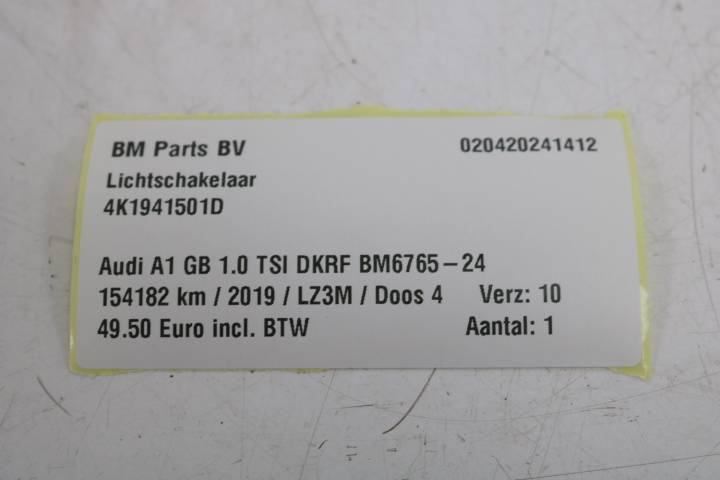 BM Parts BV 020420241412
Lichtschakelaar
4K1941501D
Audi A1 GB 1.0 TSI DKRF BM6765-24
154182 km / 2019 / LZ3M / Doos 4 Verz: 10
49.50 Euro incl. BTW Aantal: 1